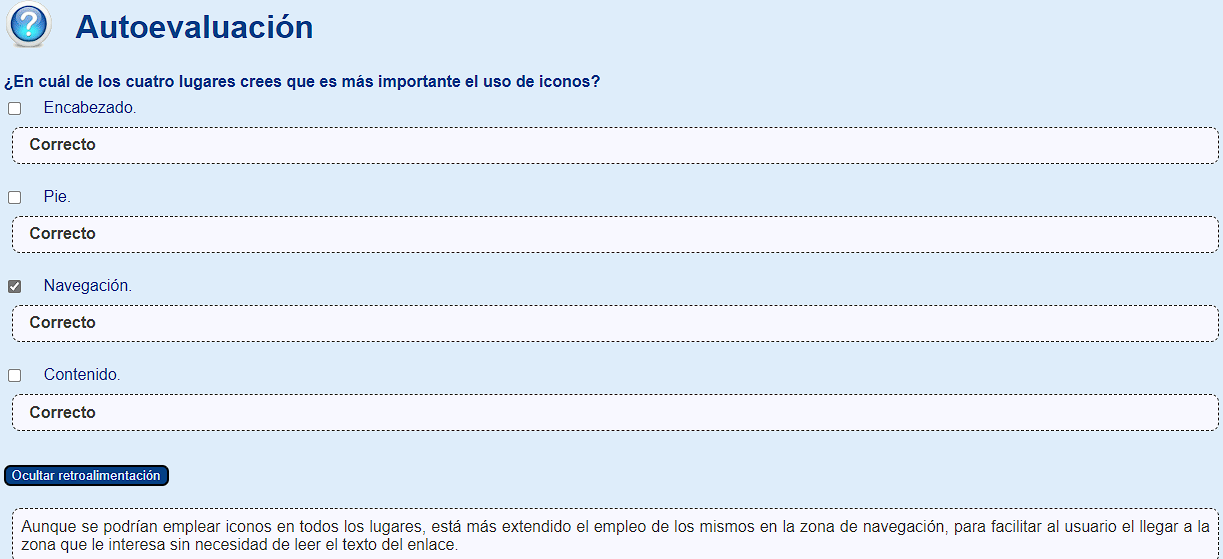 Autoevaluación
¿En cuál de los cuatro lugares crees que es más importante el uso de iconos?
Encabezado.
Correcto
Pie.
Correcto
Navegación.
Correcto
Contenido.
Correcto
Ocultar retroalimentación
Aunque se podrían emplear iconos en todos los lugares, está más extendido el empleo de los mismos en la zona de navegación, para facilitar al usuario el llegar a la
zona que le interesa sin necesidad de leer el texto del enlace.